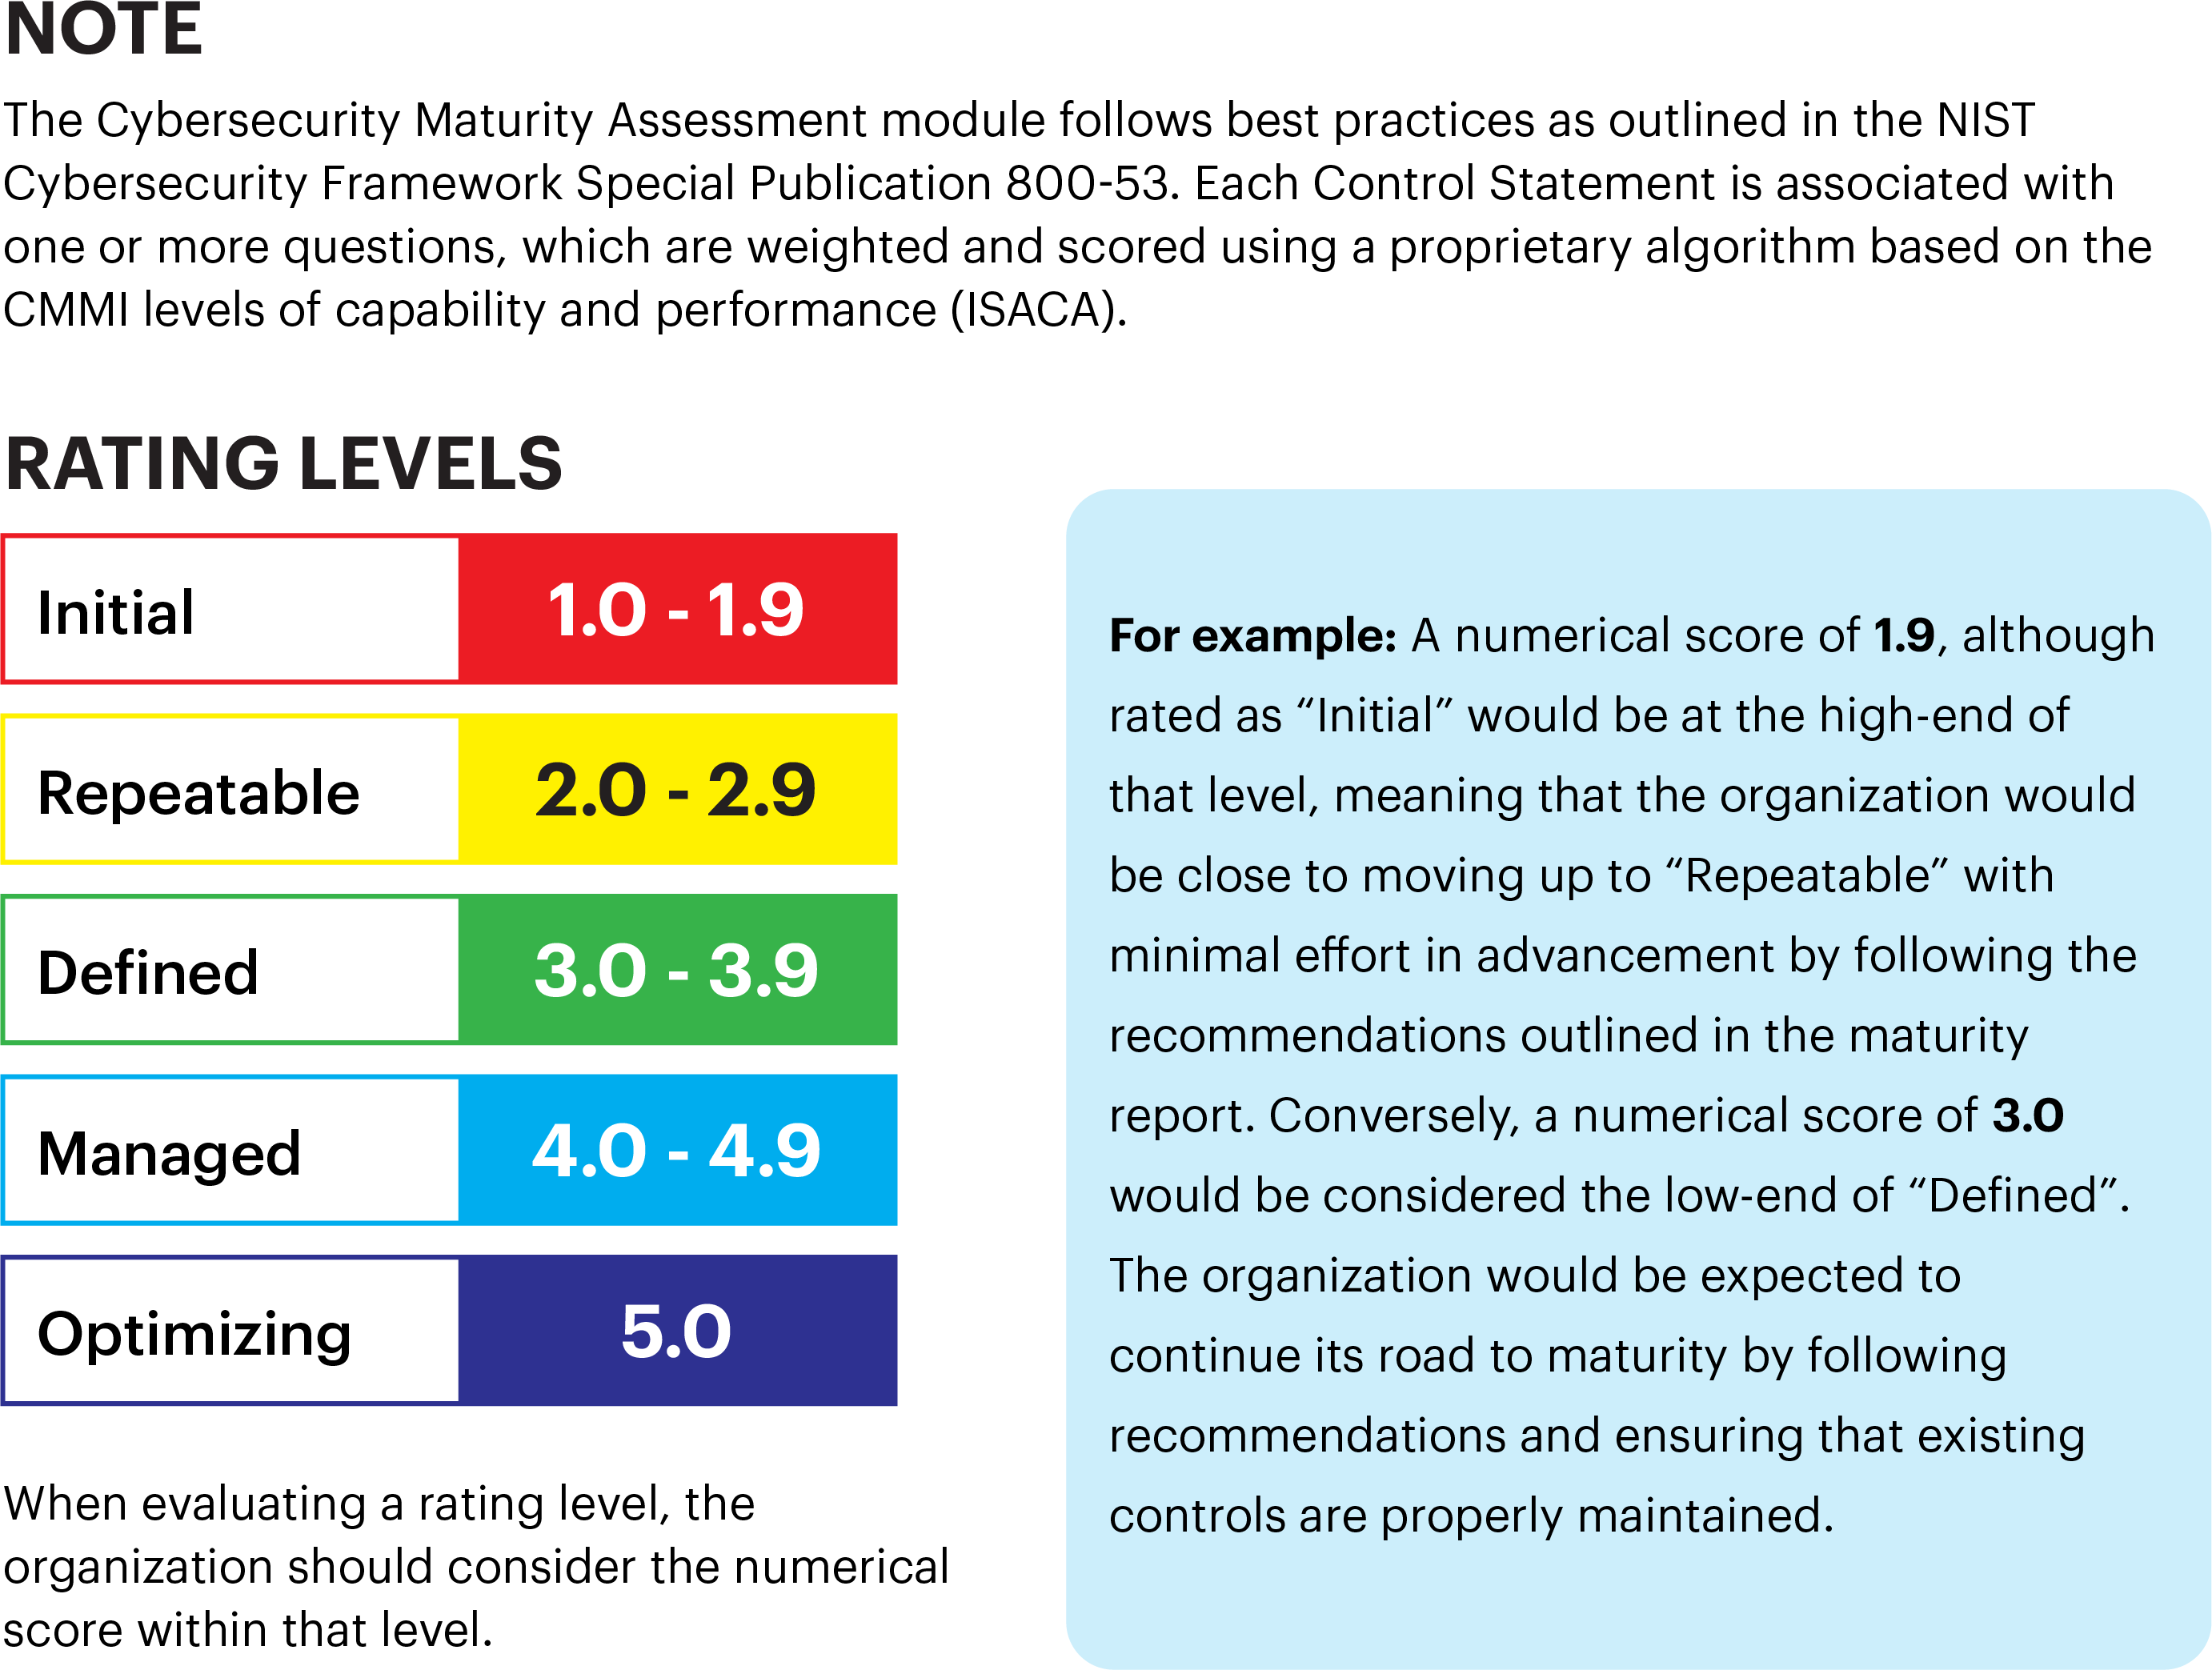 NOTE
The Cybersecurity Maturity Assessment module follows best practices as outlined in the NIST
Cybersecurity Framework Special Publication 800-53. Each Control Statement is associated with
one or more questions, which are weighted and scored using a proprietary algorithm based on the
CMMI levels of capability and performance (ISACA).
RATING LEVELS
Initial 1.0 - 1.9
Repeatable 2.0 - 2.9
Defined 3.0 - 3.9
Managed 4.0 - 4.9
Optimizing 5.0
When evaluating a rating level, the
organization should consider the numerical
score within that level.
For example: A numerical score of 1.9, although
rated as “Initial” would be at the high-end of
that level, meaning that the organization would
be close to moving up to “Repeatable” with
minimal effort in advancement by following the
recommendations outlined in the maturity
report. Conversely, a numerical score of 3.0
would be considered the low-end of “Defined”.
The organization would be expected to
continue its road to maturity by following
recommendations and ensuring that existing
controls are properly maintained.